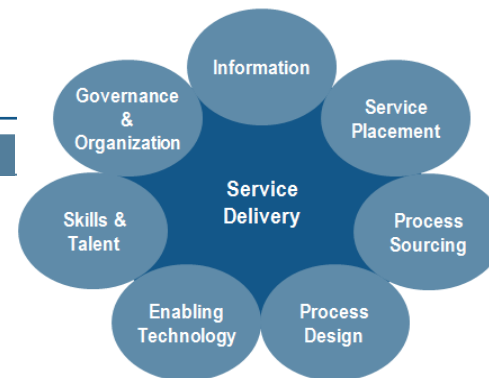 Information
Service
Placement
Process
Sourcing
Process
Design
Enabling
Technology
Skills &
Talent
Governance
&
Organization
Service
Delivery